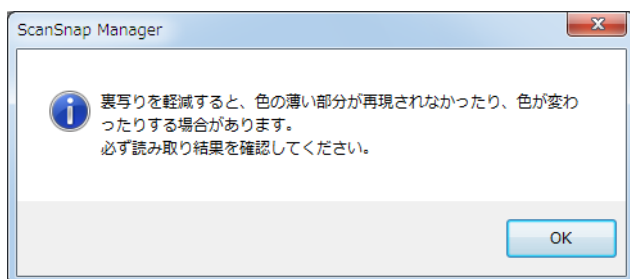 ScanSnap Manager
裏写りを軽減すると、色の薄い部分が再現されなかったり、色が変わ
ったりする場合があります。
必ず読み取り結果を確認してください。
OK